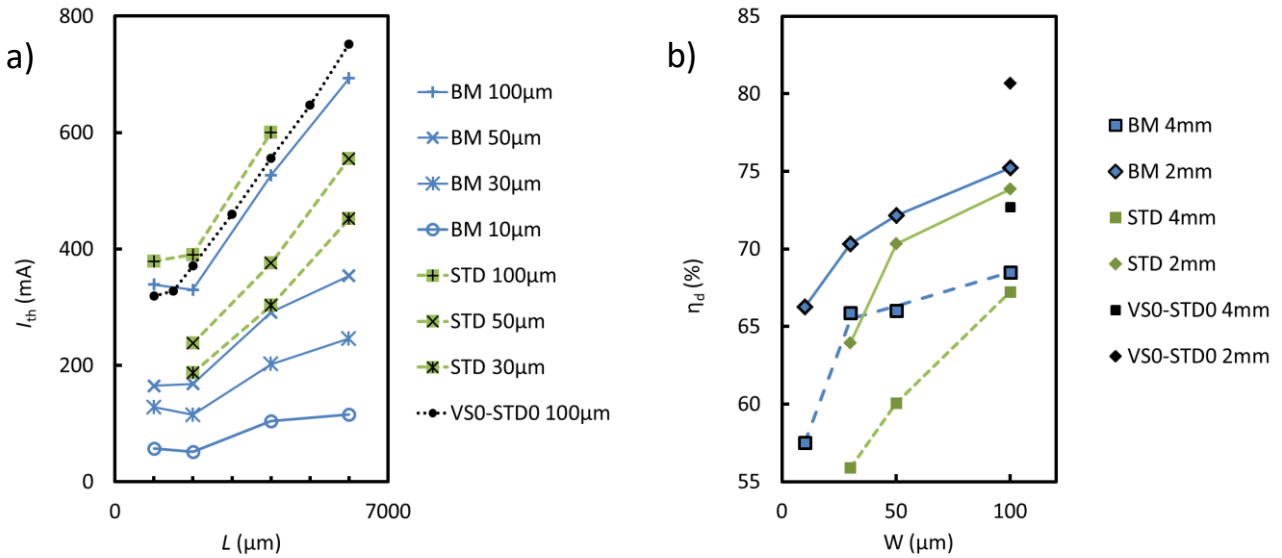 a)
800
600
400
200
0
I_th (mA)
0
7000
L (µm)
BM 100µm
BM 50µm
BM 30µm
BM 10µm
STD 100µm
STD 50µm
STD 30µm
VS0-STD0 100µm
b)
85
80
75
70
65
60
55
η_d (%)
0
50
100
W (µm)
BM 4mm
BM 2mm
STD 4mm
STD 2mm
VS0-STD0 4mm
VS0-STD0 2mm